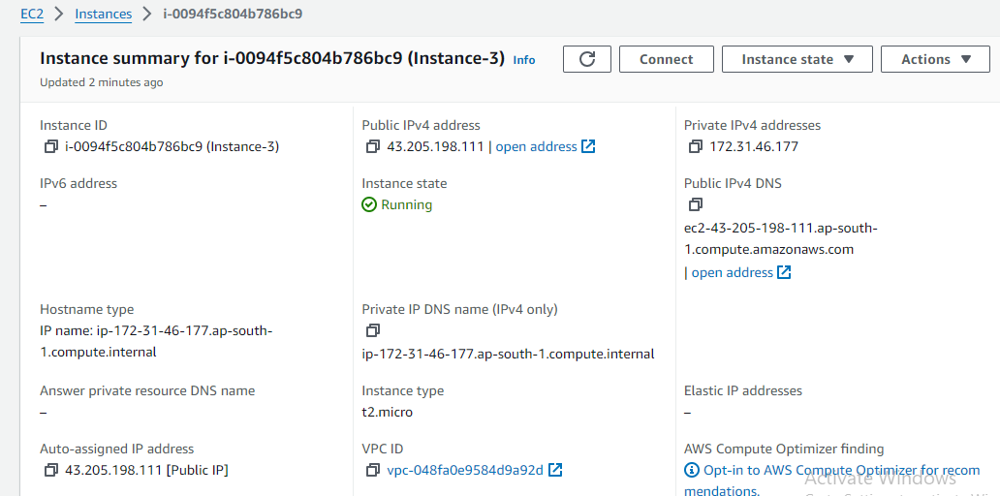 EC2 > Instances > i-0094f5c804b786bc9
Instance summary for i-0094f5c804b786bc9 (Instance-3) Info
Connect
Instance state
Actions
Updated 2 minutes ago
Instance ID
i-0094f5c804b786bc9 (Instance-3)
Public IPv4 address
43.205.198.111 | open address
Private IPv4 addresses
172.31.46.177
IPv6 address
–
Instance state
Running
Public IPv4 DNS
ec2-43-205-198-111.ap-south-
1.compute.amazonaws.com
| open address
Hostname type
IP name: ip-172-31-46-177.ap-south-
1.compute.internal
Private IP DNS name (IPv4 only)
ip-172-31-46-177.ap-south-1.compute.internal
Answer private resource DNS name
–
Instance type
t2.micro
Elastic IP addresses
–
Auto-assigned IP address
43.205.198.111 [Public IP]
VPC ID
vpc-048fa0e9584d9a92d
AWS Compute Optimizer finding
Opt-in to AWS Compute Optimizer for recom
mendations.
Activate Windows